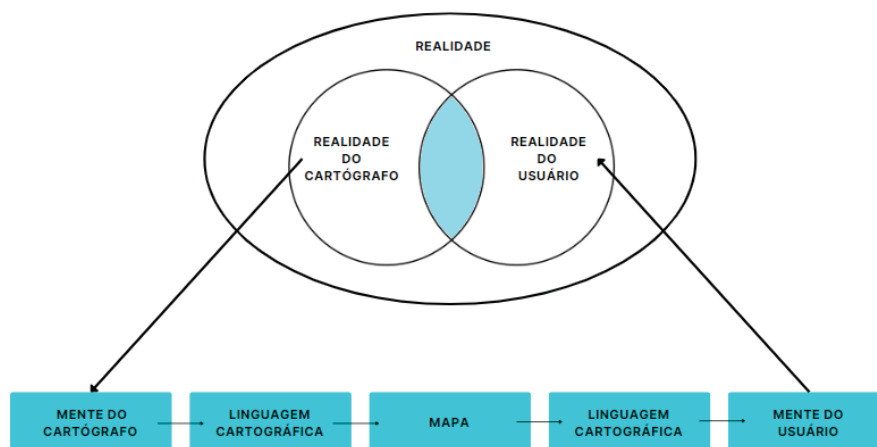 REALIDADE
REALIDADE
DO
CARTÓGRAFO
REALIDADE
DO
USUÁRIO
MENTE DO
CARTÓGRAFO
LINGUAGEM
CARTOGRÁFICA
MAPA
LINGUAGEM
CARTOGRÁFICA
MENTE DO
USUÁRIO